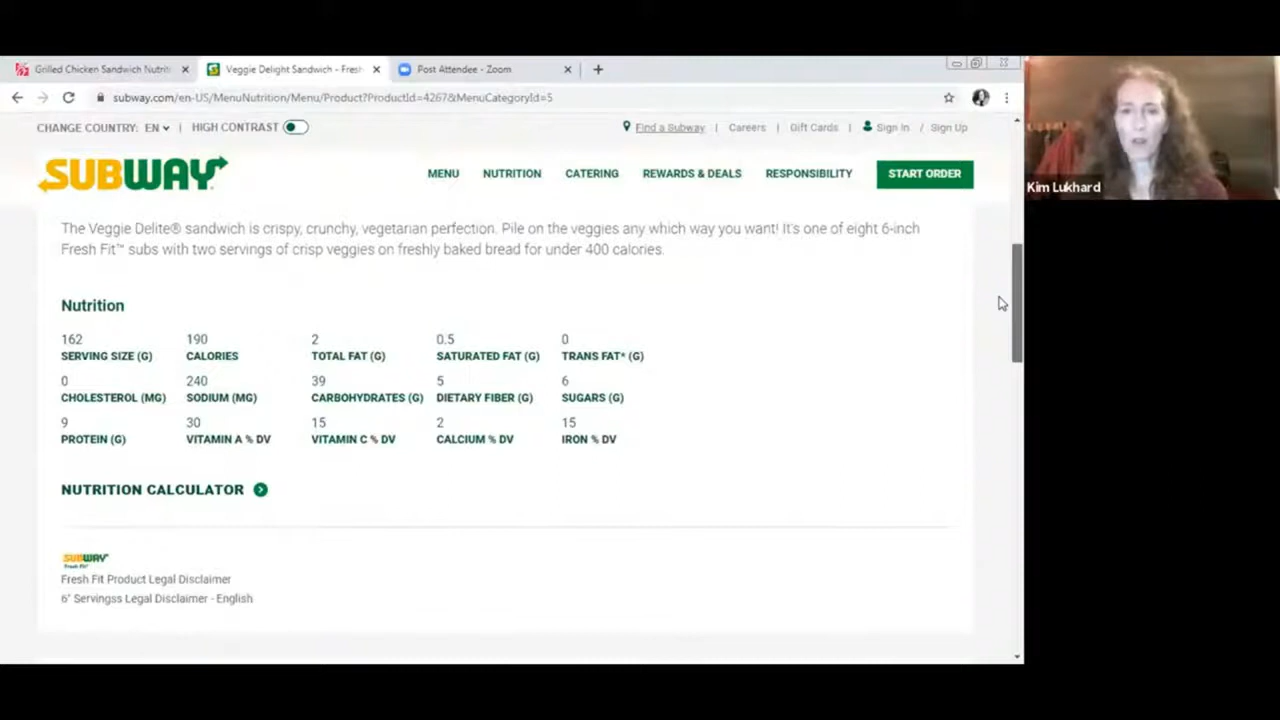 Grilled Chicken Sandwich Nutriti
Veggie Delight Sandwich - Fresh
Post Attendee - Zoom
subway.com/en-US/MenuNutrition/Menu/Product?ProductId=4267&MenuCategoryId=5
CHANGE COUNTRY: EN | HIGH CONTRAST
Find a Subway | Careers | Gift Cards | Sign In / Sign Up
SUBWAY
MENU NUTRITION CATERING REWARDS & DEALS RESPONSIBILITY START ORDER
Kim Lukhard
The Veggie Delite® sandwich is crispy, crunchy, vegetarian perfection. Pile on the veggies any which way you want! It's one of eight 6-inch
Fresh Fit™ subs with two servings of crisp veggies on freshly baked bread for under 400 calories.
Nutrition
162 190 2 0.5 0
SERVING SIZE (G) CALORIES TOTAL FAT (G) SATURATED FAT (G) TRANS FAT* (G)
0 240 39 5 6
CHOLESTEROL (MG) SODIUM (MG) CARBOHYDRATES (G) DIETARY FIBER (G) SUGARS (G)
9 30 15 2 15
PROTEIN (G) VITAMIN A % DV VITAMIN C % DV CALCIUM % DV IRON % DV
NUTRITION CALCULATOR
SUBWAY
Fresh Fit
Fresh Fit Product Legal Disclaimer
6" Servingss Legal Disclaimer - English